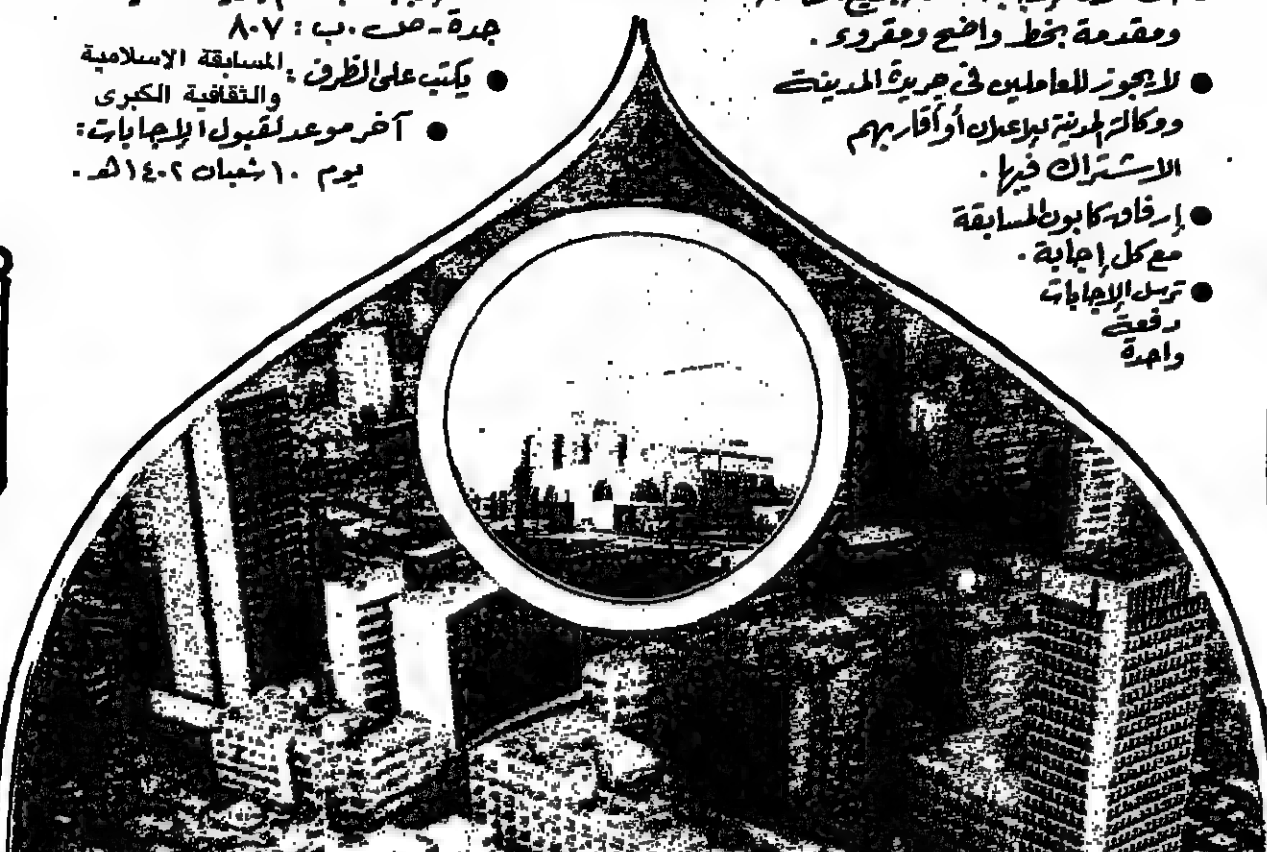 ومقدمة بخط واضح ومقروء .
● لا يجوز للعاملين في جريدة المدينة
ووكالة المدينة للإعلان أو أقاربهم
الاشتراك فيها .
● إرفاق كابون المسابقة
مع كل إجابة .
● ترسل الإجابات
دفعة
واحدة
جدة - ص . ب : ٨٠٧
● يكتب على الظرف : المسابقة الاسلامية
والثقافية الكبرى
● آخر موعد لقبول الإجابات :
يوم ١٠ شعبان ١٤٠٢ هـ .